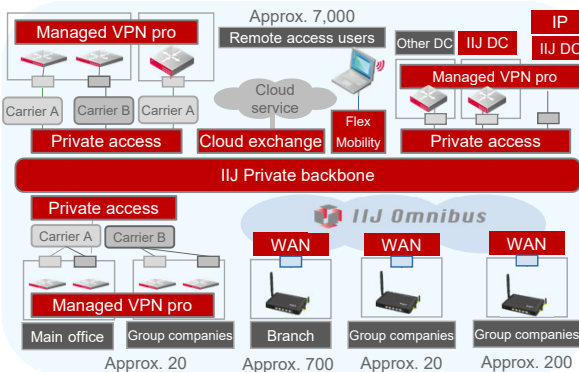 Approx. 7,000
Managed VPN pro
Remote access users
Other DC
IIJ DC
IP
IIJ DC
Managed VPN pro
Cloud
service
Carrier A
Carrier B
Carrier A
Flex
Mobility
Private access
Cloud exchange
Private access
IIJ Private backbone
Private access
IIJ Omnibus
Carrier A
Carrier B
WAN
WAN
WAN
Managed VPN pro
Main office
Group companies
Branch
Group companies
Group companies
Approx. 20
Approx. 700
Approx. 20
Approx. 200